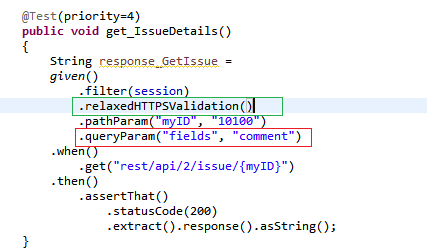 @Test(priority=4)
public void get_IssueDetails()
{
String response_GetIssue =
given()
.filter(session)
.relaxedHTTPSValidation()
.pathParam("myID", "10100")
.queryParam("fields", "comment")
.when()
.get("rest/api/2/issue/{myID}")
.then()
.assertThat()
.statusCode(200)
.extract().response().asString();
}